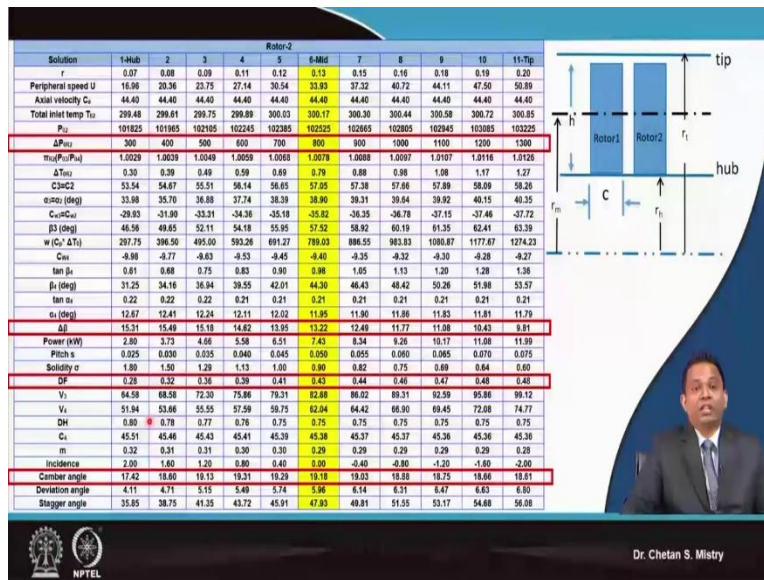 Rotor-2
Solution 1-Hub 2 3 4 5 6-Mid 7 8 9 10 11-Tip
r 0.07 0.08 0.09 0.11 0.12 0.13 0.15 0.16 0.18 0.19 0.20
Peripheral speed U 16.96 20.36 23.75 27.14 30.54 33.93 37.32 40.72 44.11 47.50 50.89
Axial velocity Ca 44.40 44.40 44.40 44.40 44.40 44.40 44.40 44.40 44.40 44.40 44.40
Total inlet temp T02 299.48 299.61 299.75 299.89 300.03 300.17 300.30 300.44 300.58 300.72 300.85
P02 101825 101965 102105 102245 102385 102525 102665 102805 102945 103085 103225
ΔP0R2 300 400 500 600 700 800 900 1000 1100 1200 1300
πR2(P03/P04) 1.0029 1.0039 1.0049 1.0059 1.0068 1.0078 1.0088 1.0097 1.0107 1.0116 1.0126
ΔT0R2 0.30 0.39 0.49 0.59 0.69 0.79 0.88 0.98 1.08 1.17 1.27
C3=C2 53.54 54.67 55.51 56.14 56.65 57.05 57.38 57.66 57.89 58.09 58.26
α3=α2 (deg) 33.98 35.70 36.88 37.74 38.39 38.90 39.31 39.64 39.92 40.15 40.35
Cw3=Cw2 -29.93 -31.90 -33.31 -34.36 -35.18 -35.82 -36.35 -36.78 -37.15 -37.46 -37.72
β3 (deg) 46.56 49.65 52.11 54.18 55.95 57.52 58.92 60.19 61.35 62.41 63.39
w (Cp* ΔT0) 297.75 396.50 495.00 593.26 691.27 789.03 886.55 983.83 1080.87 1177.67 1274.23
Cw4 -9.98 -9.77 -9.63 -9.53 -9.45 -9.40 -9.35 -9.32 -9.30 -9.28 -9.27
tan β4 0.61 0.68 0.75 0.83 0.90 0.98 1.05 1.13 1.20 1.28 1.36
β4 (deg) 31.25 34.16 36.94 39.55 42.01 44.30 46.43 48.42 50.26 51.98 53.57
tan α4 0.22 0.22 0.22 0.21 0.21 0.21 0.21 0.21 0.21 0.21 0.21
α4 (deg) 12.67 12.41 12.24 12.11 12.02 11.95 11.90 11.86 11.83 11.81 11.79
Δβ 15.31 15.49 15.18 14.62 13.95 13.22 12.49 11.77 11.08 10.43 9.81
Power (kW) 2.80 3.73 4.66 5.58 6.51 7.43 8.34 9.26 10.17 11.08 11.99
Pitch s 0.025 0.030 0.035 0.040 0.045 0.050 0.055 0.060 0.065 0.070 0.075
Solidity σ 1.80 1.50 1.29 1.13 1.00 0.90 0.82 0.75 0.69 0.64 0.60
DF 0.28 0.32 0.36 0.39 0.41 0.43 0.44 0.46 0.47 0.48 0.48
V3 64.58 68.58 72.30 75.86 79.31 82.68 86.02 89.31 92.59 95.86 99.12
V4 51.94 53.66 55.55 57.59 59.75 62.04 64.42 66.90 69.45 72.08 74.77
DH 0.80 0.78 0.77 0.76 0.75 0.75 0.75 0.75 0.75 0.75 0.75
C4 45.51 45.46 45.43 45.41 45.39 45.38 45.37 45.37 45.36 45.36 45.36
m 0.32 0.31 0.31 0.30 0.30 0.29 0.29 0.29 0.29 0.29 0.28
Incidence 2.00 1.60 1.20 0.80 0.40 0.00 -0.40 -0.80 -1.20 -1.60 -2.00
Camber angle 17.42 18.60 19.13 19.31 19.29 19.18 19.03 18.88 18.75 18.66 18.61
Deviation angle 4.11 4.71 5.15 5.49 5.74 5.96 6.14 6.31 6.47 6.63 6.80
Stagger angle 35.85 38.75 41.35 43.72 45.91 47.93 49.81 51.55 53.17 54.68 56.08
tip
h
Rotor1 Rotor2
rt
hub
rm
C
rh
NPTEL
Dr. Chetan S. Mistry